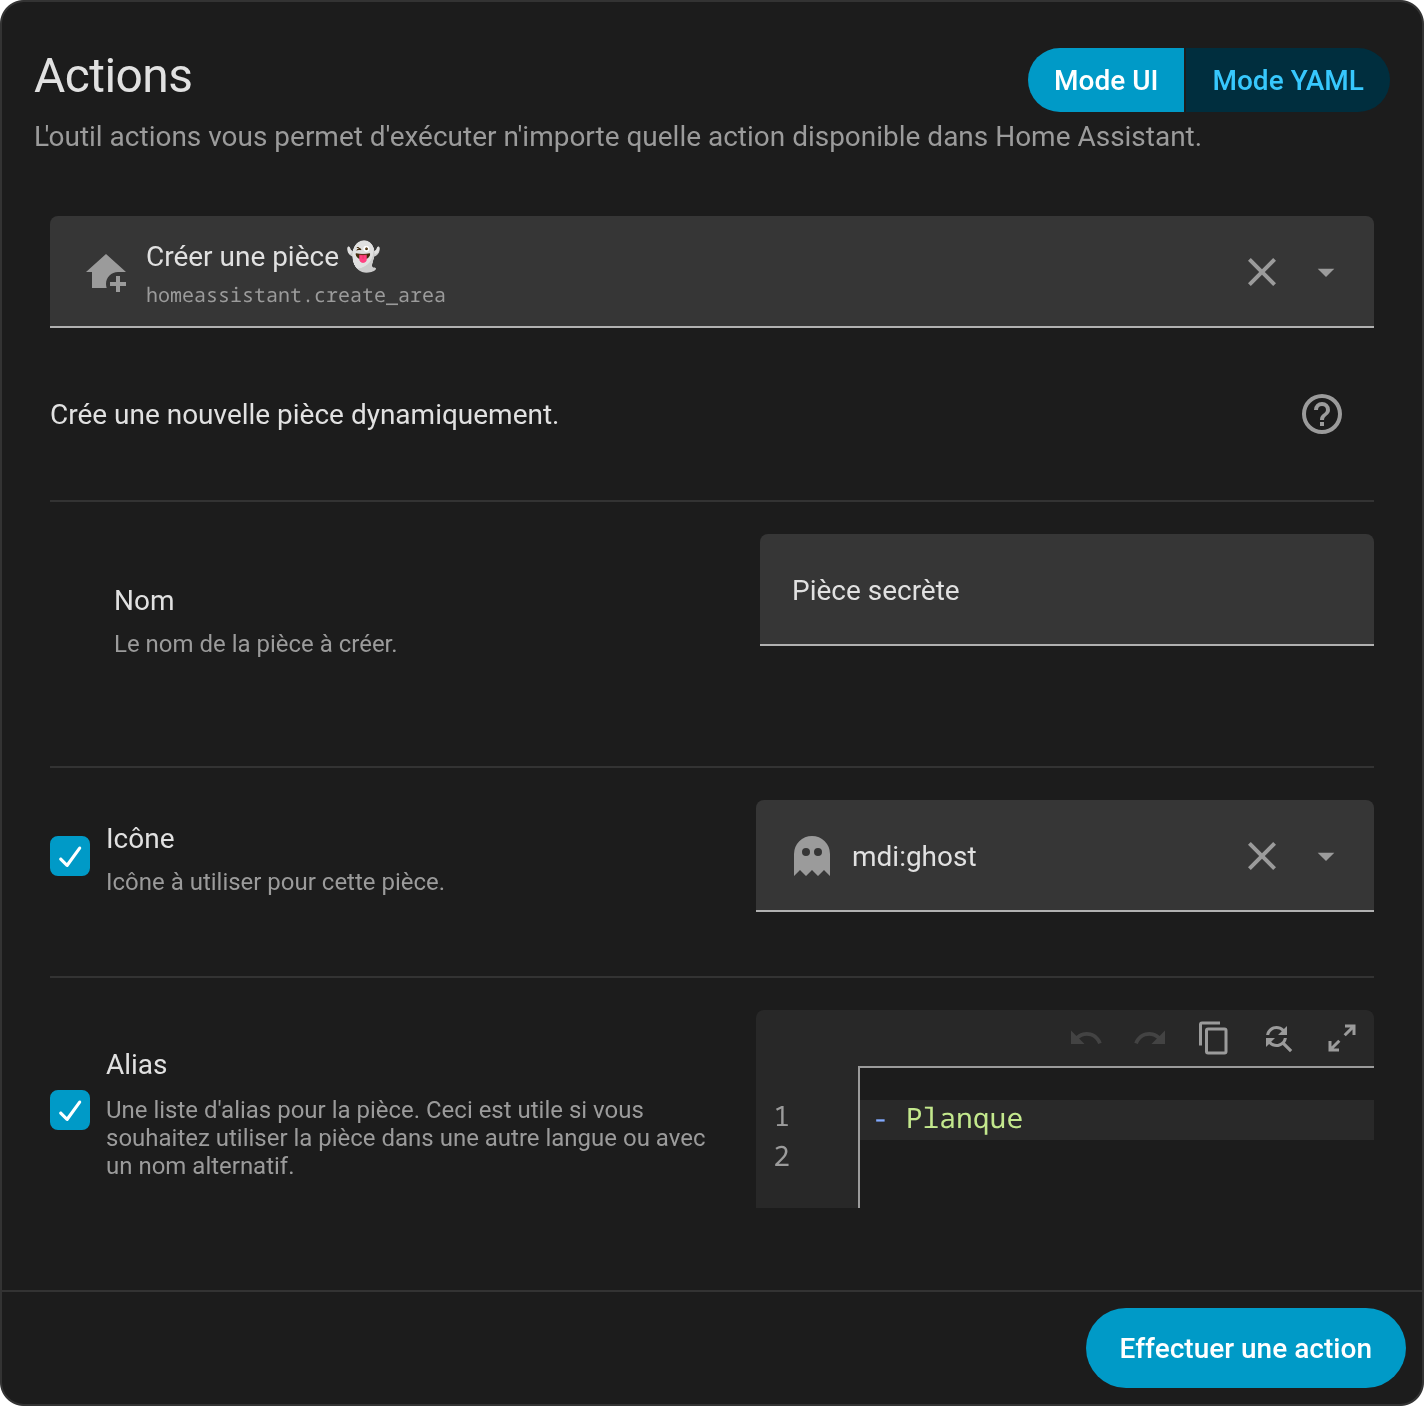 Actions
Mode UI
Mode YAML
L'outil actions vous permet d'exécuter n'importe quelle action disponible dans Home Assistant.
Créer une pièce 👻
homeassistant.create_area
Crée une nouvelle pièce dynamiquement.
Nom
Le nom de la pièce à créer.
Pièce secrète
Icône
Icône à utiliser pour cette pièce.
mdi:ghost
Alias
Une liste d'alias pour la pièce. Ceci est utile si vous
souhaitez utiliser la pièce dans une autre langue ou avec
un nom alternatif.
1 - Planque
2
Effectuer une action